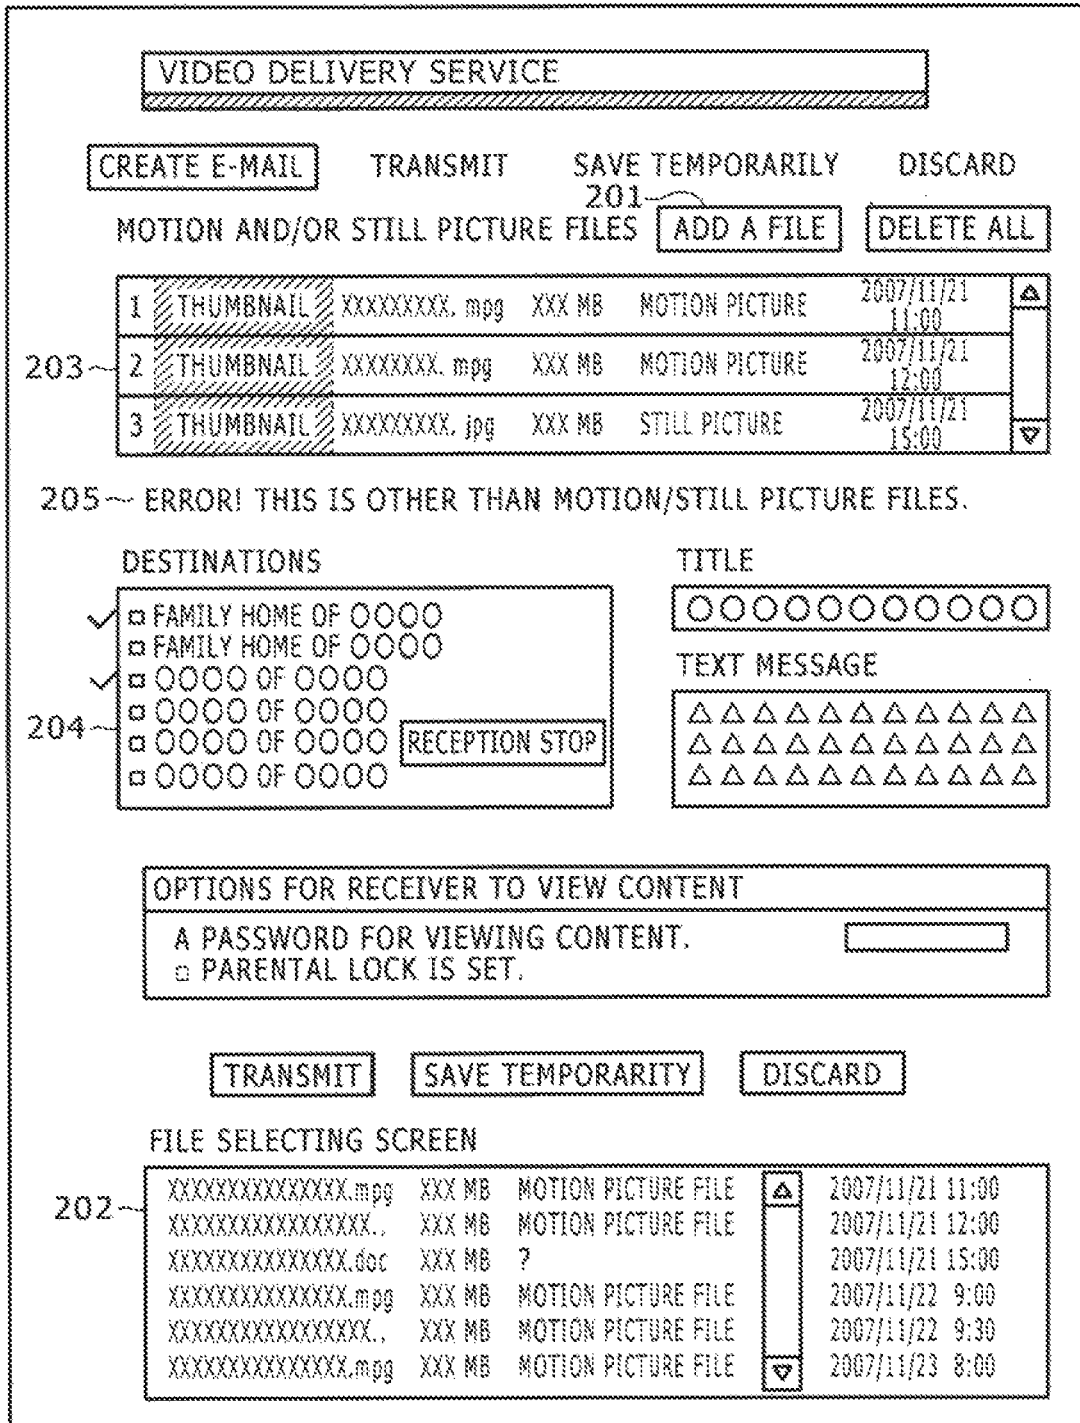 VIDEO DELIVERY SERVICE
CREATE E-MAIL TRANSMIT SAVE TEMPORARILY DISCARD
201
MOTION AND/OR STILL PICTURE FILES ADD A FILE DELETE ALL
1 THUMBNAIL XXXXXXXXX. mpg XXX MB MOTION PICTURE 2007/11/21 11:00
203 2 THUMBNAIL XXXXXXXX. mpg XXX MB MOTION PICTURE 2007/11/21 12:00
3 THUMBNAIL XXXXXXXXX. jpg XXX MB STILL PICTURE 2007/11/21 15:00
205 ERROR! THIS IS OTHER THAN MOTION/STILL PICTURE FILES.
DESTINATIONS
FAMILY HOME OF OOOO
FAMILY HOME OF OOOO
OOOO OF OOOO
OOOO OF OOOO
204
OOOO OF OOOO RECEPTION STOP
OOOO OF OOOO
TITLE
OOOOOOOOOOO
TEXT MESSAGE
△△△△△△△△△△△
△△△△△△△△△△△
△△△△△△△△△△△
OPTIONS FOR RECEIVER TO VIEW CONTENT
A PASSWORD FOR VIEWING CONTENT.
PARENTAL LOCK IS SET.
TRANSMIT SAVE TEMPORARITY DISCARD
FILE SELECTING SCREEN
202
XXXXXXXXXXXXXXX.mpg XXX MB MOTION PICTURE FILE 2007/11/21 11:00
XXXXXXXXXXXXXXXXX.. XXX MB MOTION PICTURE FILE 2007/11/21 12:00
XXXXXXXXXXXXXXX.doc XXX MB ? 2007/11/21 15:00
XXXXXXXXXXXXXXX.mpg XXX MB MOTION PICTURE FILE 2007/11/22 9:00
XXXXXXXXXXXXXXXXX.. XXX MB MOTION PICTURE FILE 2007/11/22 9:30
XXXXXXXXXXXXXXX.mpg XXX MB MOTION PICTURE FILE 2007/11/23 8:00